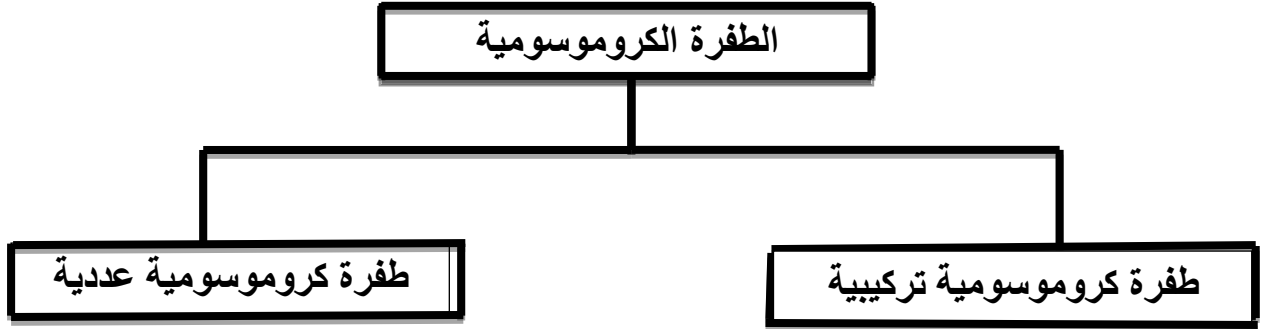 الطفرة الكروموسومية
طفرة كروموسومية تركيبية
طفرة كروموسومية عددية